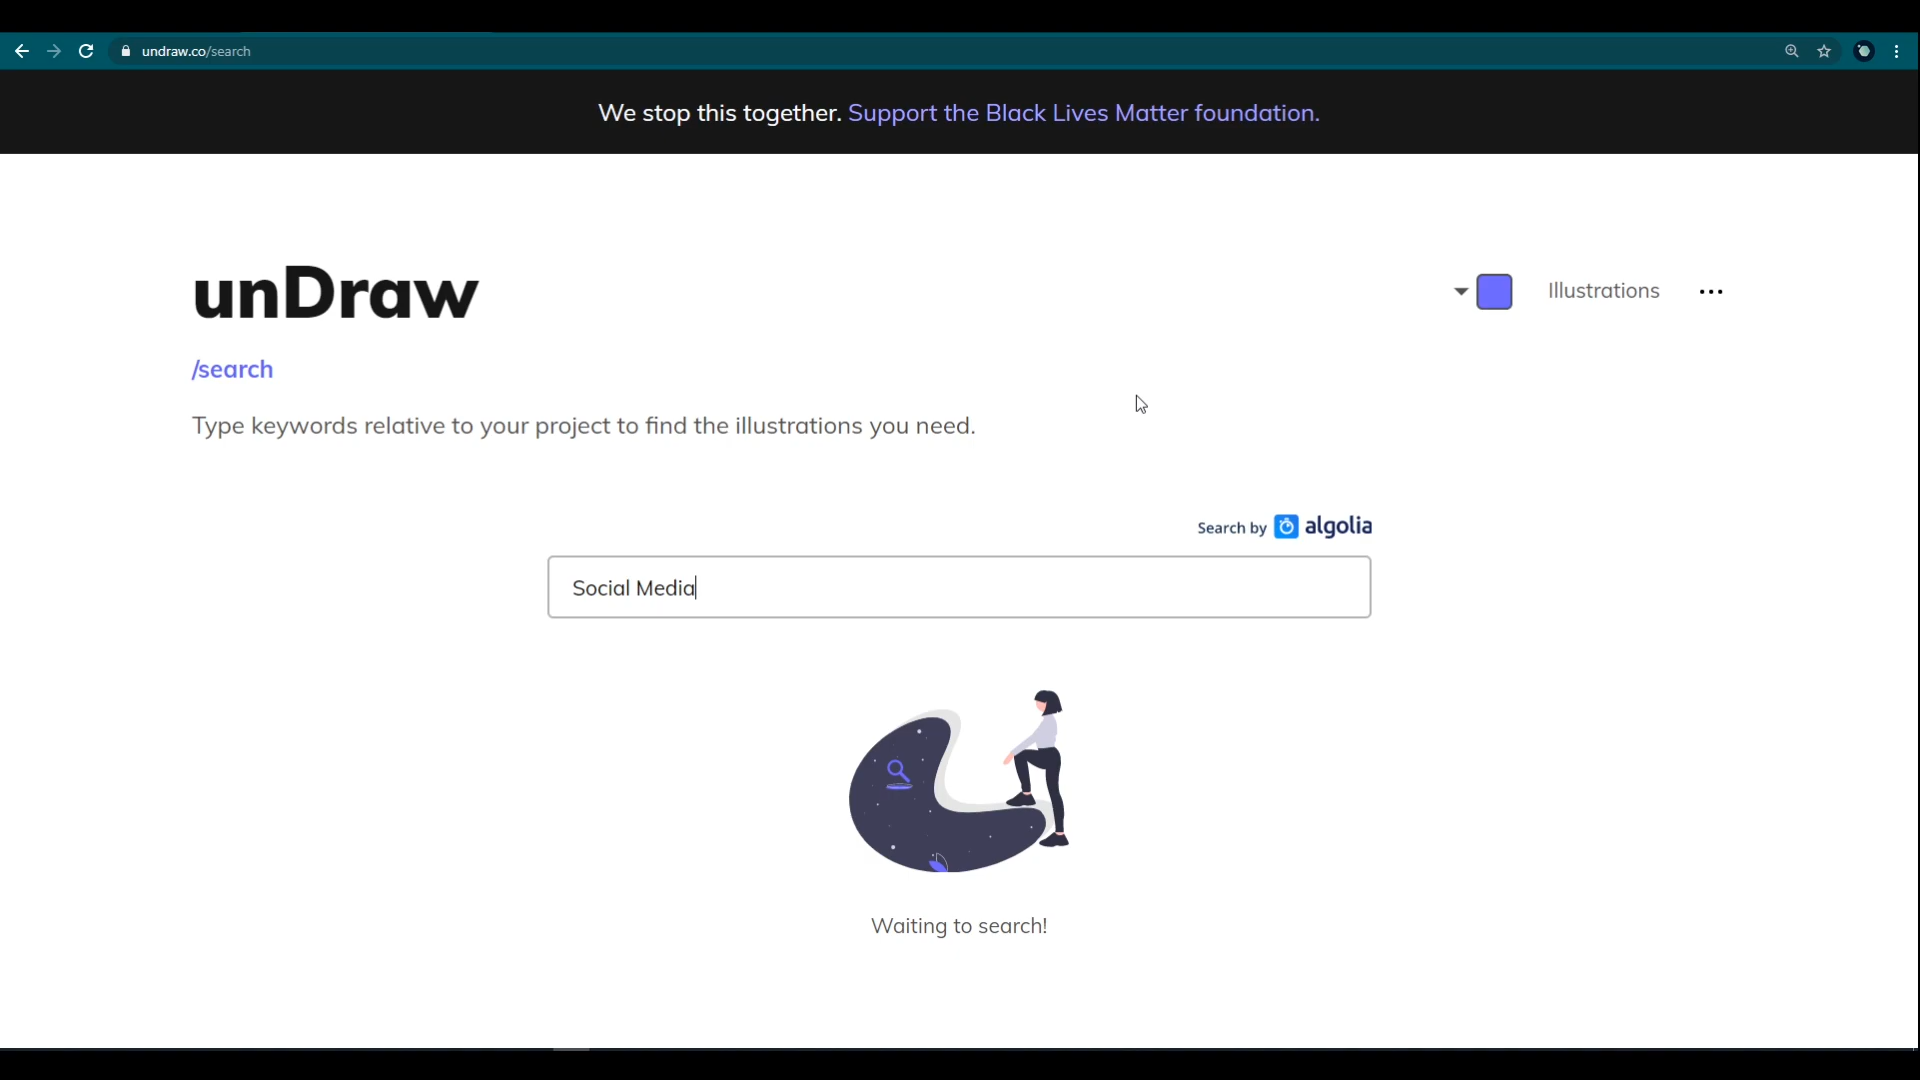 undraw.co/search
We stop this together. Support the Black Lives Matter foundation.
unDraw
Illustrations
/search
Type keywords relative to your project to find the illustrations you need.
Search by algolia
Social Media
Waiting to search!